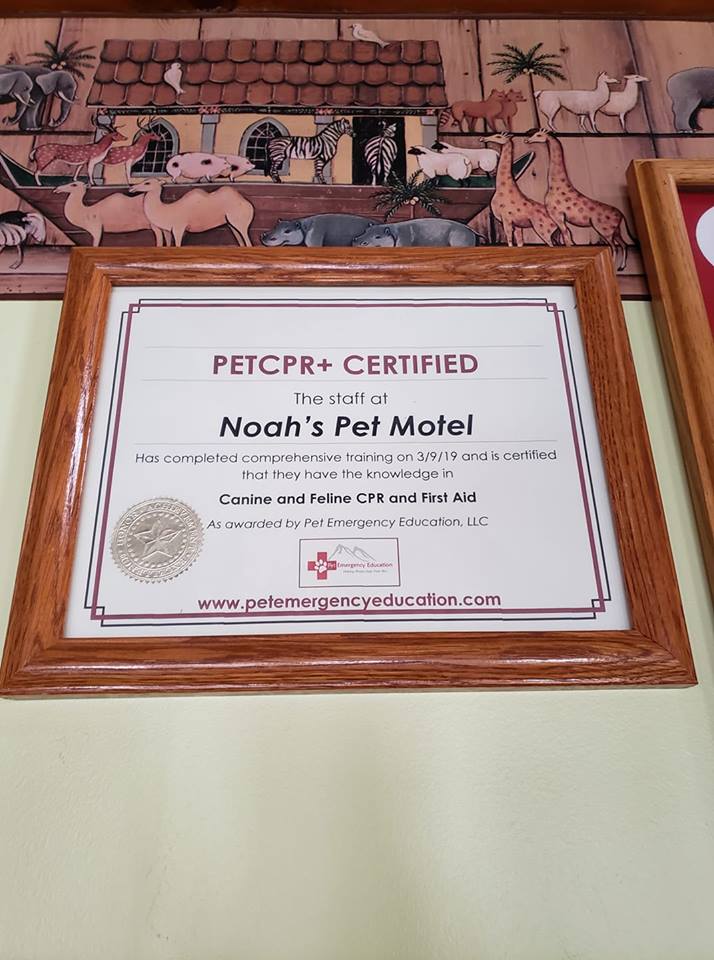 PETCPR+ CERTIFIED
The staff at
Noah's Pet Motel
Has completed comprehensive training on 3/9/19 and is certified
that they have the knowledge in
Canine and Feline CPR and First Aid
As awarded by Pet Emergency Education, LLC
Pet Emergency Education
www.petemergencyeducation.com